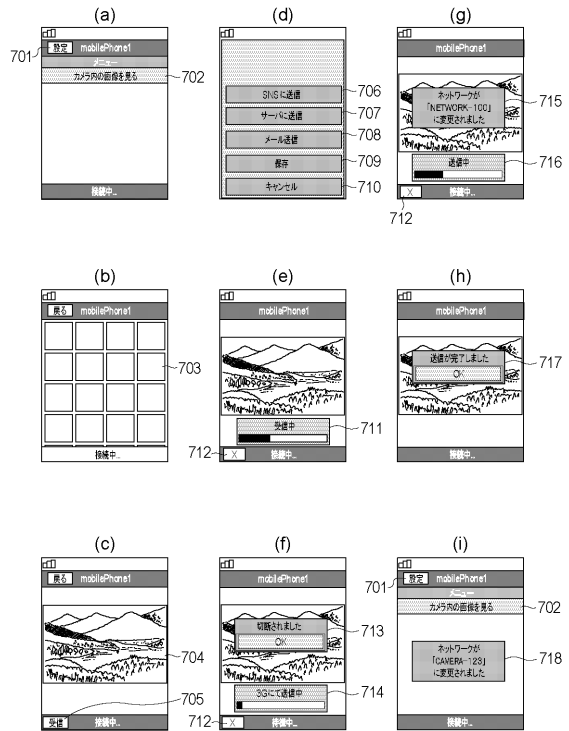 (a)
701
設定
mobilePhone1
メニュー
カメラ内の画像を見る
702
接続中...
(d)
SNSに送信
706
サーバに送信
707
メール送信
708
保存
709
キャンセル
710
(g)
mobilePhone1
ネットワークが
「NETWORK-100」
に変更されました
715
送信中
716
X
接続中...
712
(b)
戻る
mobilePhone1
703
接続中...
(e)
mobilePhone1
受信中
711
712
X
接続中...
(h)
mobilePhone1
送信が完了しました
OK
717
接続中...
(c)
戻る
mobilePhone1
704
705
受信
接続中...
(f)
mobilePhone1
切断されました
OK
713
3Gにて送信中
714
712
X
待機中...
(i)
701
設定
mobilePhone1
メニュー
カメラ内の画像を見る
702
ネットワークが
「CAMERA-123」
に変更されました
718
接続中...